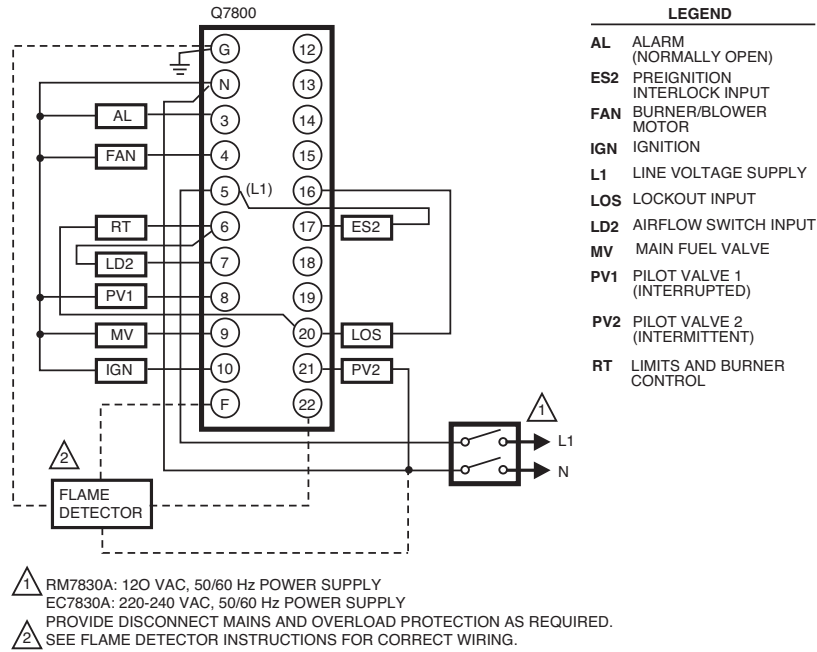 Q7800
G
N
3
4
5
(L1)
6
7
8
9
10
F
12
13
14
15
16
17
18
19
20
21
22
AL
FAN
RT
LD2
PV1
MV
IGN
ES2
LOS
PV2
1
L1
N
2
FLAME
DETECTOR
LEGEND
AL ALARM
(NORMALLY OPEN)
ES2 PREIGNITION
INTERLOCK INPUT
FAN BURNER/BLOWER
MOTOR
IGN IGNITION
L1 LINE VOLTAGE SUPPLY
LOS LOCKOUT INPUT
LD2 AIRFLOW SWITCH INPUT
MV MAIN FUEL VALVE
PV1 PILOT VALVE 1
(INTERRUPTED)
PV2 PILOT VALVE 2
(INTERMITTENT)
RT LIMITS AND BURNER
CONTROL
1 RM7830A: 12O VAC, 50/60 Hz POWER SUPPLY
EC7830A: 220-240 VAC, 50/60 Hz POWER SUPPLY
PROVIDE DISCONNECT MAINS AND OVERLOAD PROTECTION AS REQUIRED.
2 SEE FLAME DETECTOR INSTRUCTIONS FOR CORRECT WIRING.